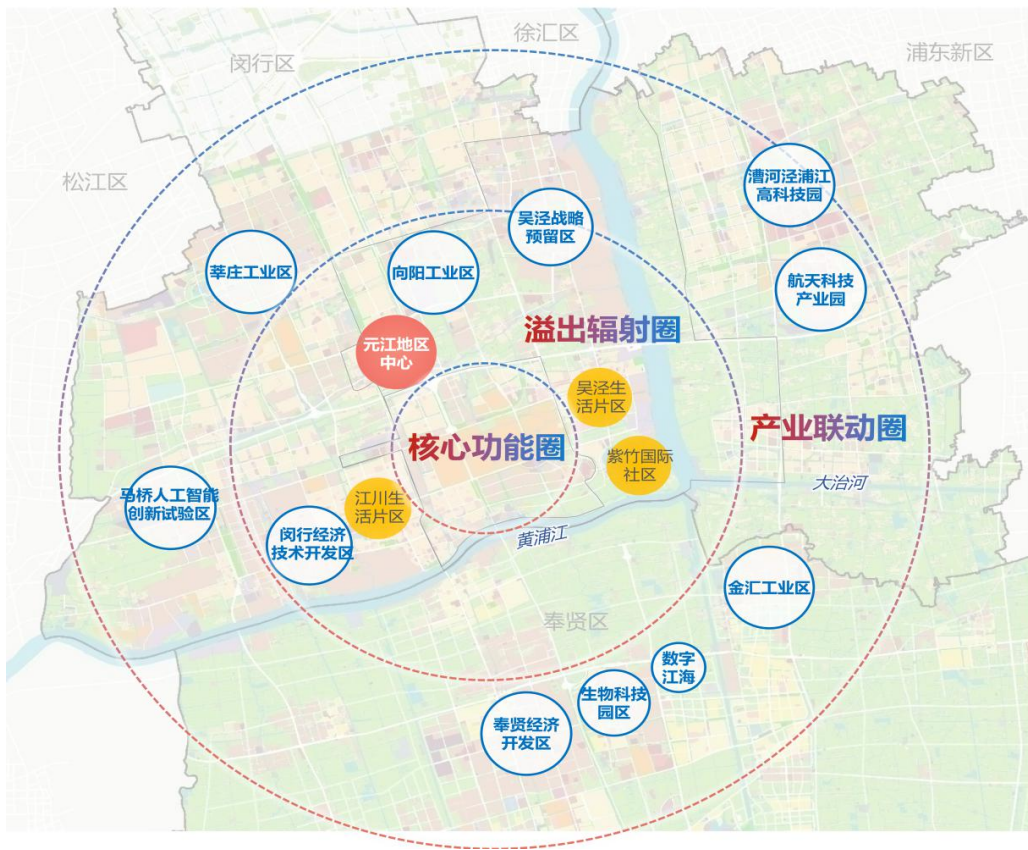 徐汇区
浦东新区
闵行区
松江区
漕河泾浦江
高科技园
吴泾战略
预留区
莘庄工业区
向阳工业区
航天科技
产业园
溢出辐射圈
元江地区
中心
吴泾生
活片区
产业联动圈
核心功能圈
紫竹国际
社区
大治河
马桥人工智能
创新试验区
江川生
活片区
黄浦江
闵行经济
技术开发区
金汇工业区
奉贤区
数字
江海
生物科技
园区
奉贤经济
开发区